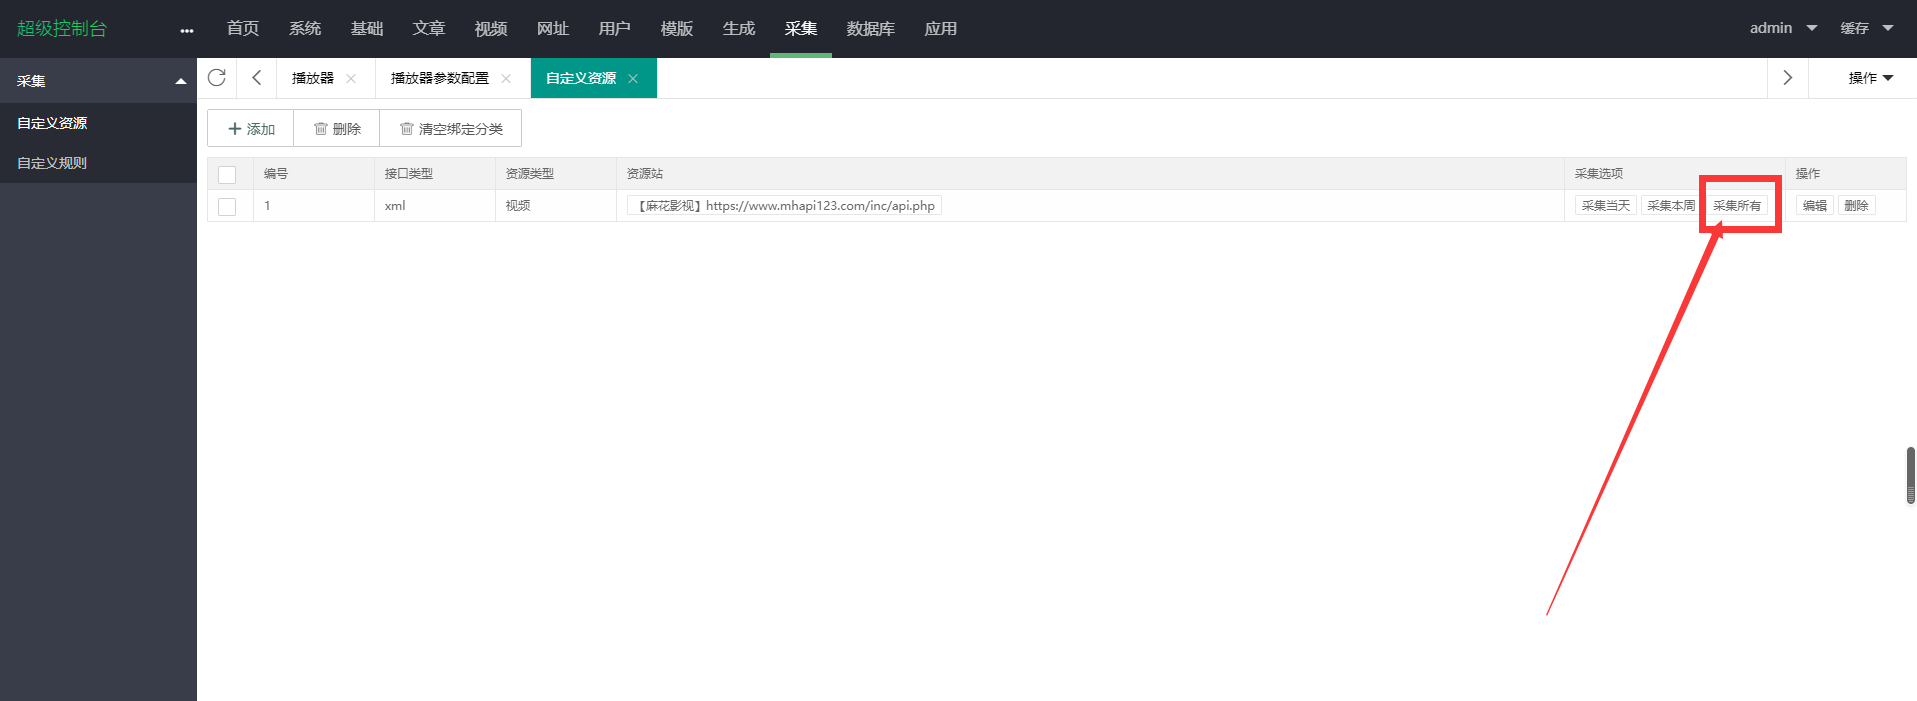 超级控制台 ••• 首页 系统 基础 文章 视频 网址 用户 模版 生成 采集 数据库 应用 admin 缓存
采集
播放器 播放器参数配置 自定义资源 操作
自定义资源
自定义规则
添加 删除 清空绑定分类
编号 接口类型 资源类型 资源站 采集选项 操作
1 xml 视频 【麻花影视】https://www.mhapi123.com/inc/api.php 采集当天 采集本周 采集所有 编辑 删除